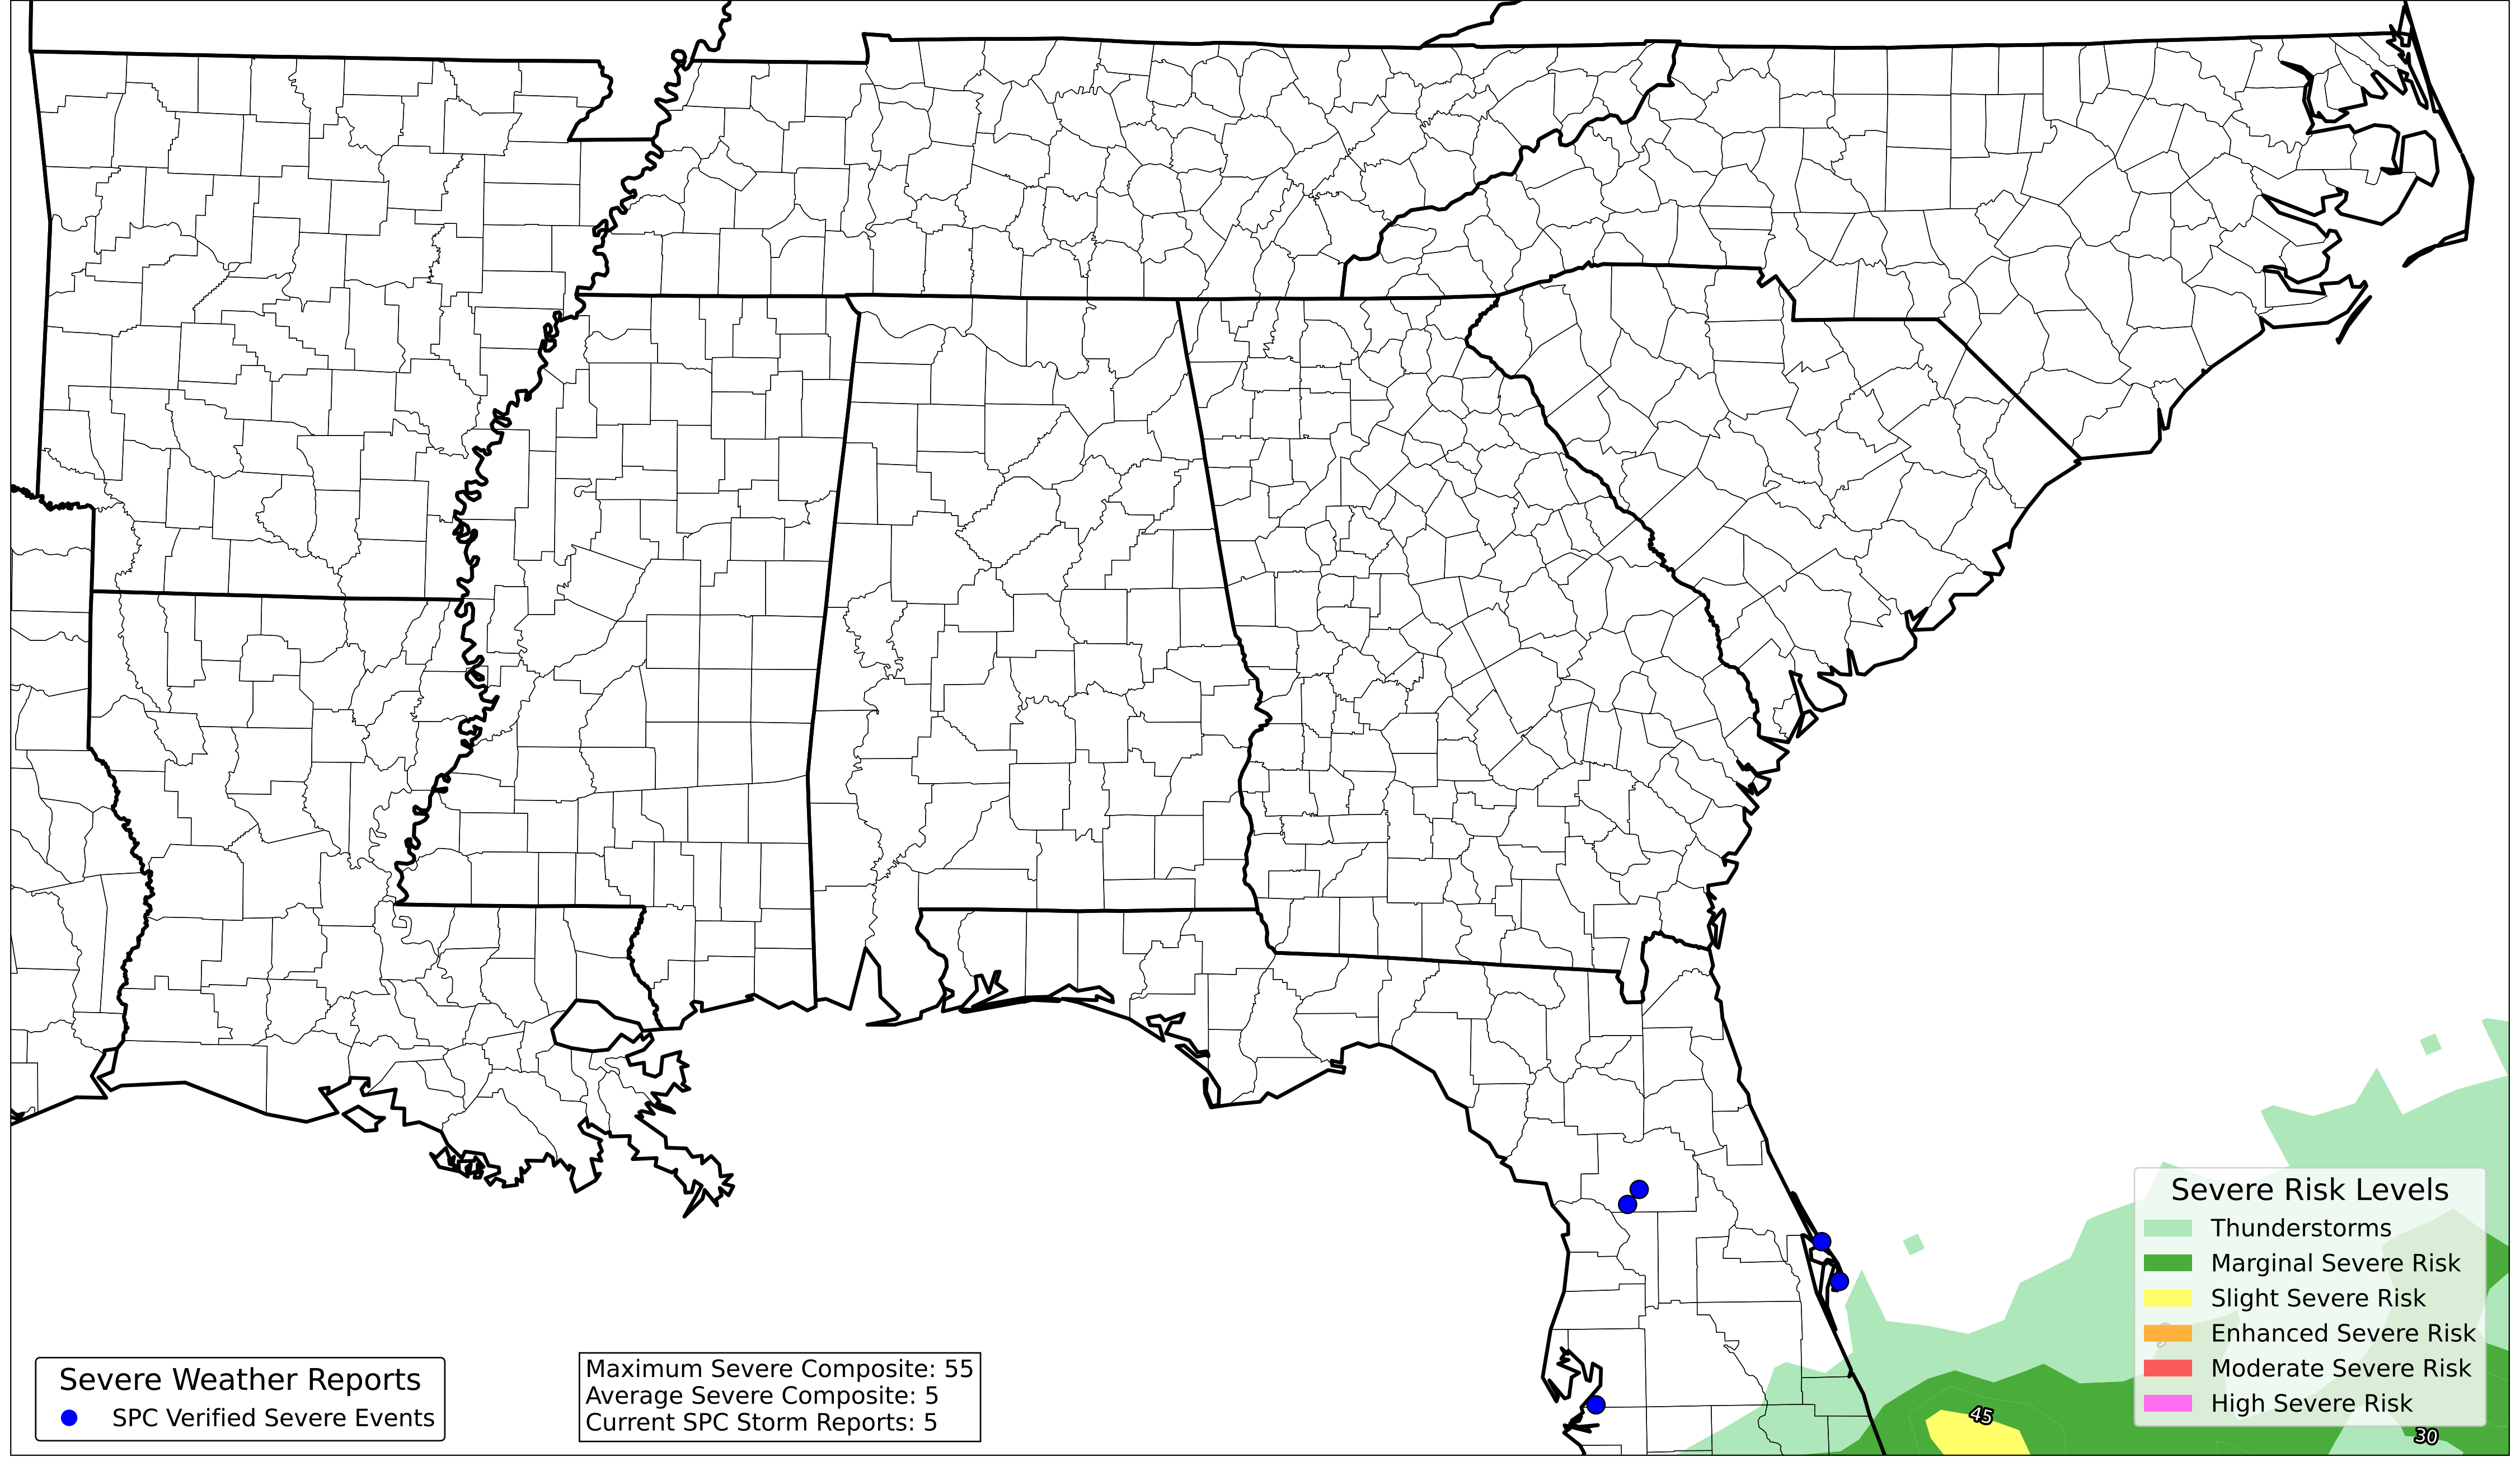 Severe Risk Levels
Thunderstorms
Marginal Severe Risk
Slight Severe Risk
Enhanced Severe Risk
Moderate Severe Risk
High Severe Risk
45
30
Severe Weather Reports
SPC Verified Severe Events
Maximum Severe Composite: 55
Average Severe Composite: 5
Current SPC Storm Reports: 5